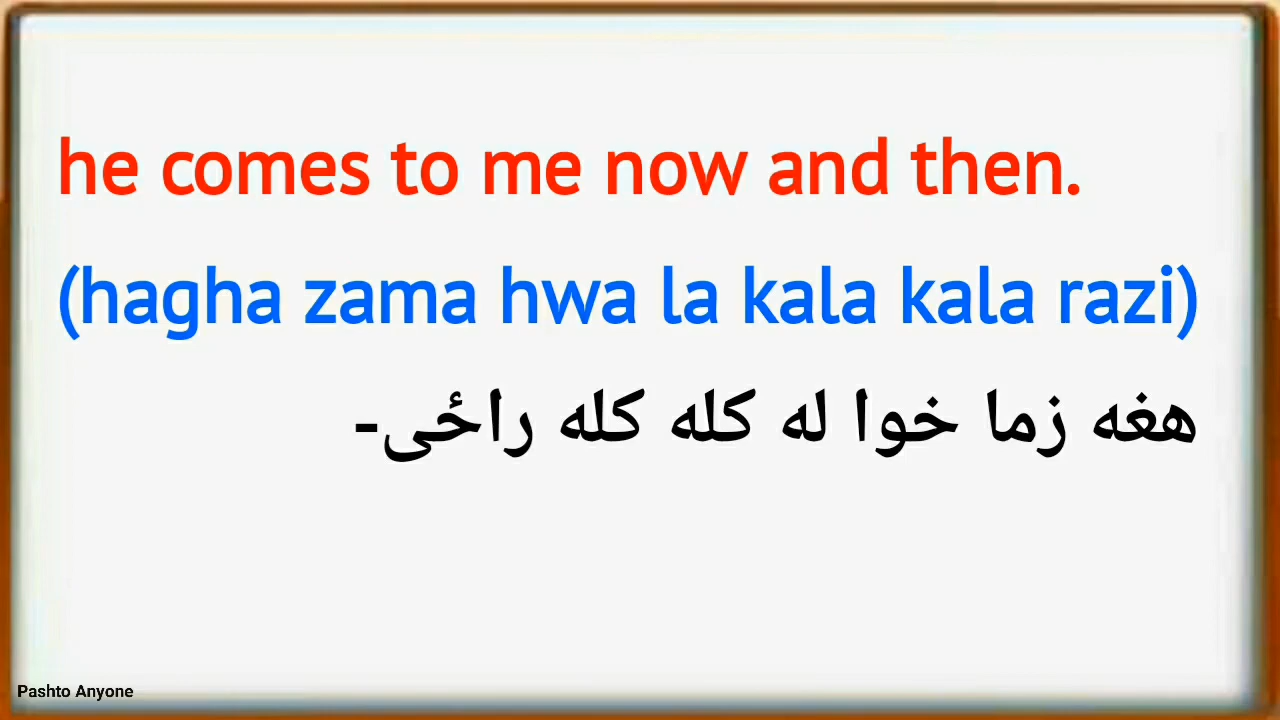 he comes to me now and then.
(hagha zama hwa la kala kala razi)
هغه زما خوا له کله کله راځی-
Pashto Anyone